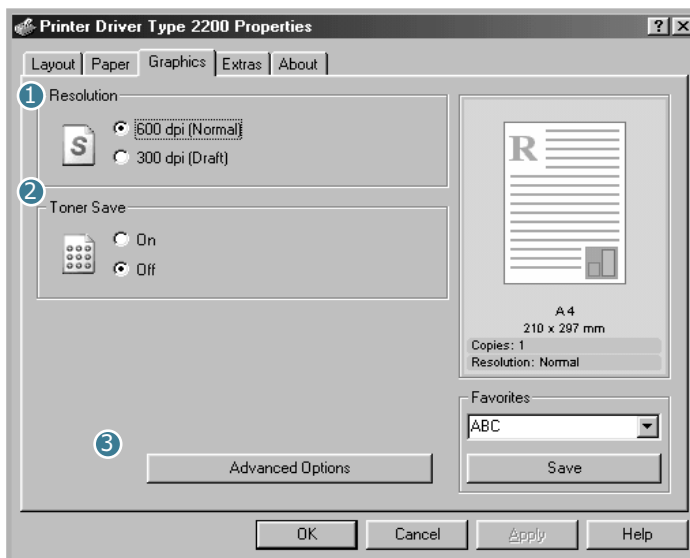 Printer Driver Type 2200 Properties
Layout Paper Graphics Extras About
1 Resolution
S
600 dpi (Normal)
300 dpi (Draft)
2
Toner Save
On
Off
R
A4
210 x 297 mm
Copies: 1
Resolution: Normal
Favorites
ABC
3
Advanced Options
Save
OK Cancel Apply Help